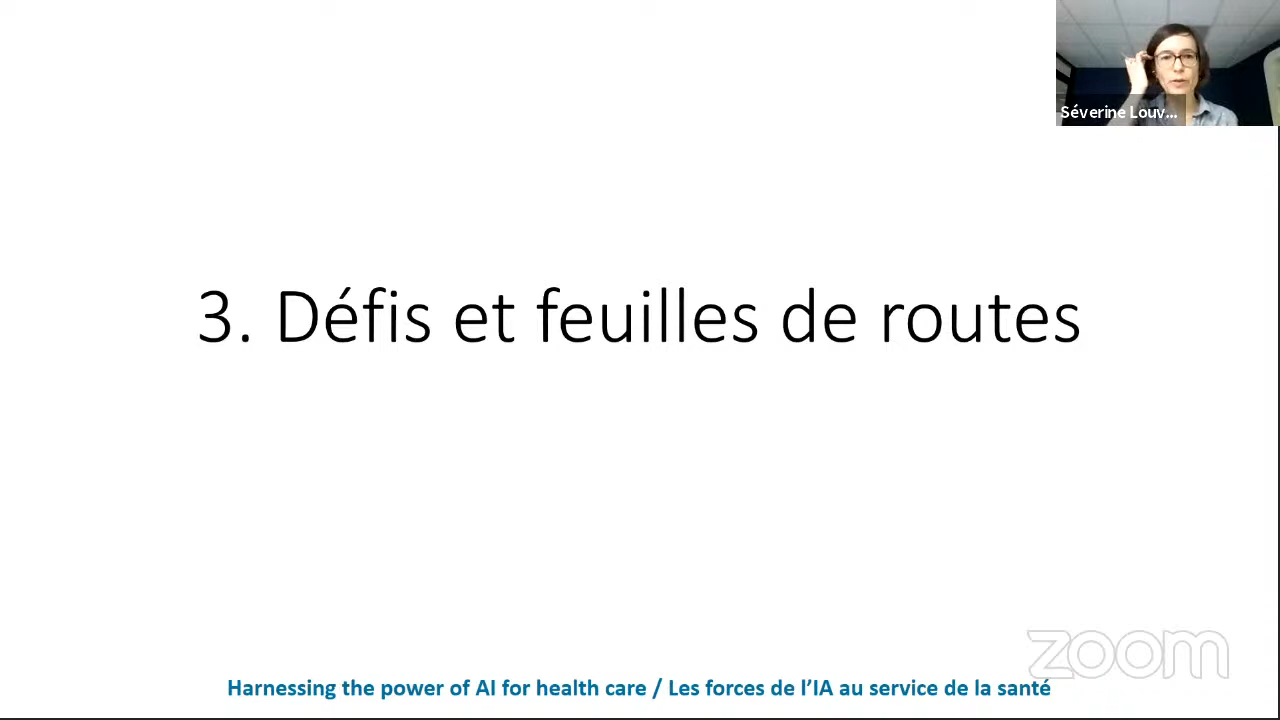 Séverine Louv...
3. Défis et feuilles de routes
zoom
Harnessing the power of AI for health care / Les forces de l’IA au service de la santé